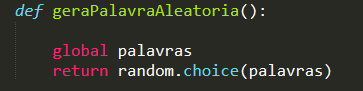 def geraPalavraAleatoria():
global palavras
return random.choice(palavras)